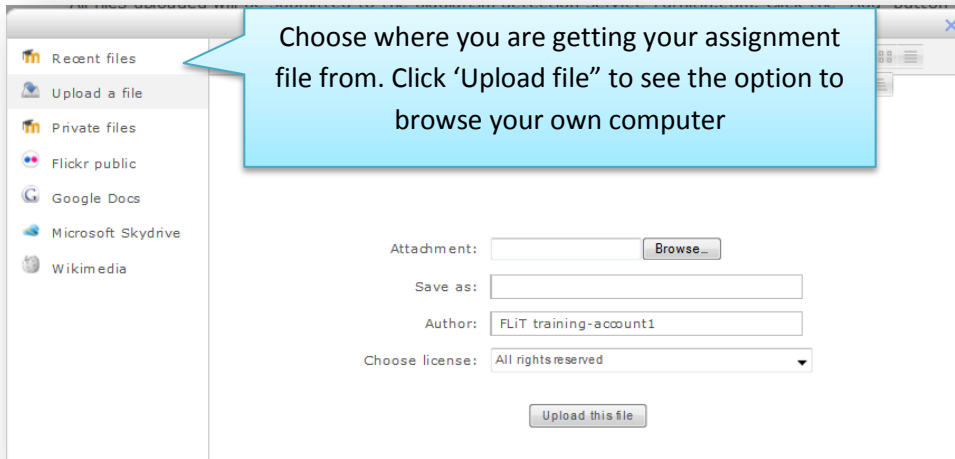 Choose where you are getting your assignment
file from. Click ‘Upload file” to see the option to
browse your own computer
Recent files
Upload a file
Private files
Flickr public
Google Docs
Microsoft Skydrive
Wikimedia
Attachment: Browse...
Save as:
Author: FLiT training-account1
Choose license: All rights reserved
Upload this file